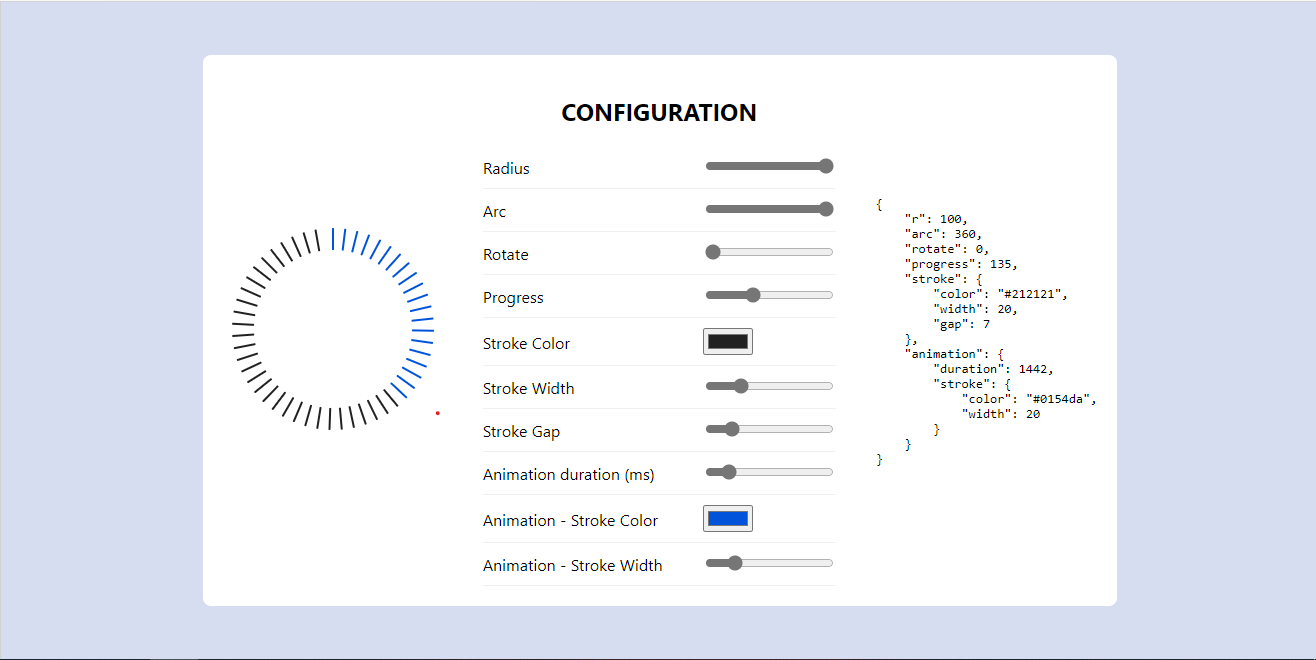 CONFIGURATION
Radius
Arc
Rotate
Progress
Stroke Color
Stroke Width
Stroke Gap
Animation duration (ms)
Animation - Stroke Color
Animation - Stroke Width
{
"r": 100,
"arc": 360,
"rotate": 0,
"progress": 135,
"stroke": {
"color": "#212121",
"width": 20,
"gap": 7
},
"animation": {
"duration": 1442,
"stroke": {
"color": "#0154da",
"width": 20
}
}
}